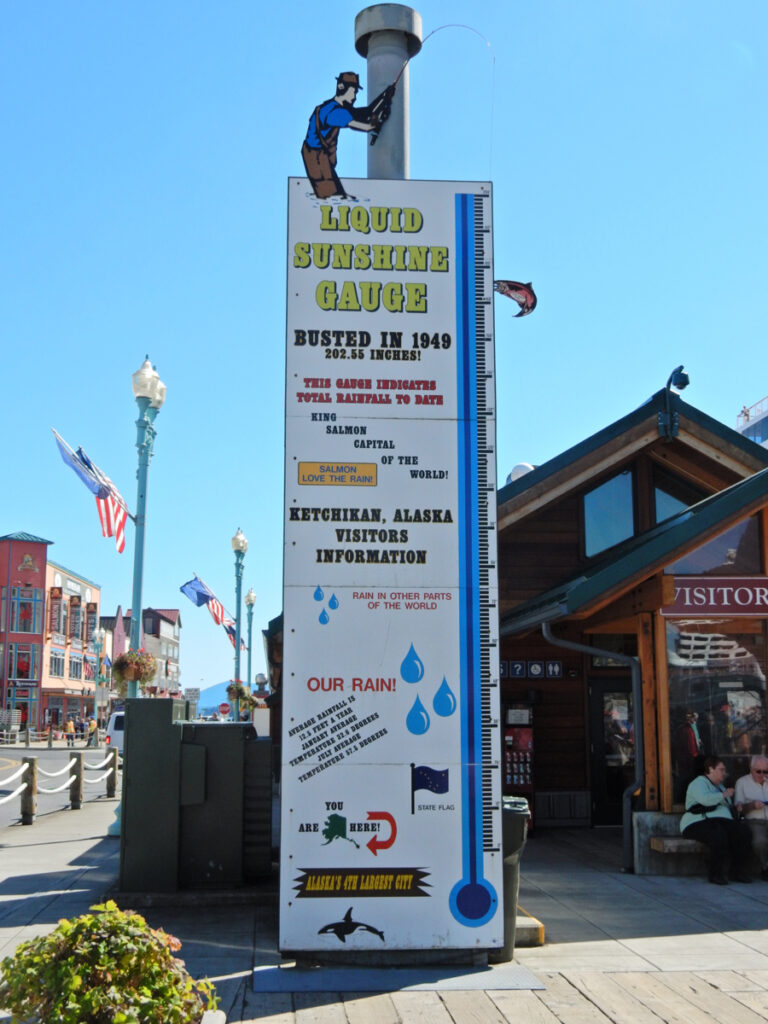 LIQUID
SUNSHINE
GAUGE
BUSTED IN 1949
202.55 INCHES!
THIS GAUGE INDICATES
TOTAL RAINFALL TO DATE
KING
SALMON
CAPITAL
OF THE
WORLD!
SALMON
LOVE THE RAIN!
KETCHIKAN, ALASKA
VISITORS
INFORMATION
RAIN IN OTHER PARTS
OF THE WORLD
OUR RAIN!
AVERAGE RAINFALL IS
12.5 FEET A YEAR
JANUARY AVERAGE
TEMPERATURE 33.6 DEGREES
JULY AVERAGE
TEMPERATURE 57.8 DEGREES
STATE FLAG
YOU
ARE HERE!
ALASKA'S 4TH LARGEST CITY
VISITOR